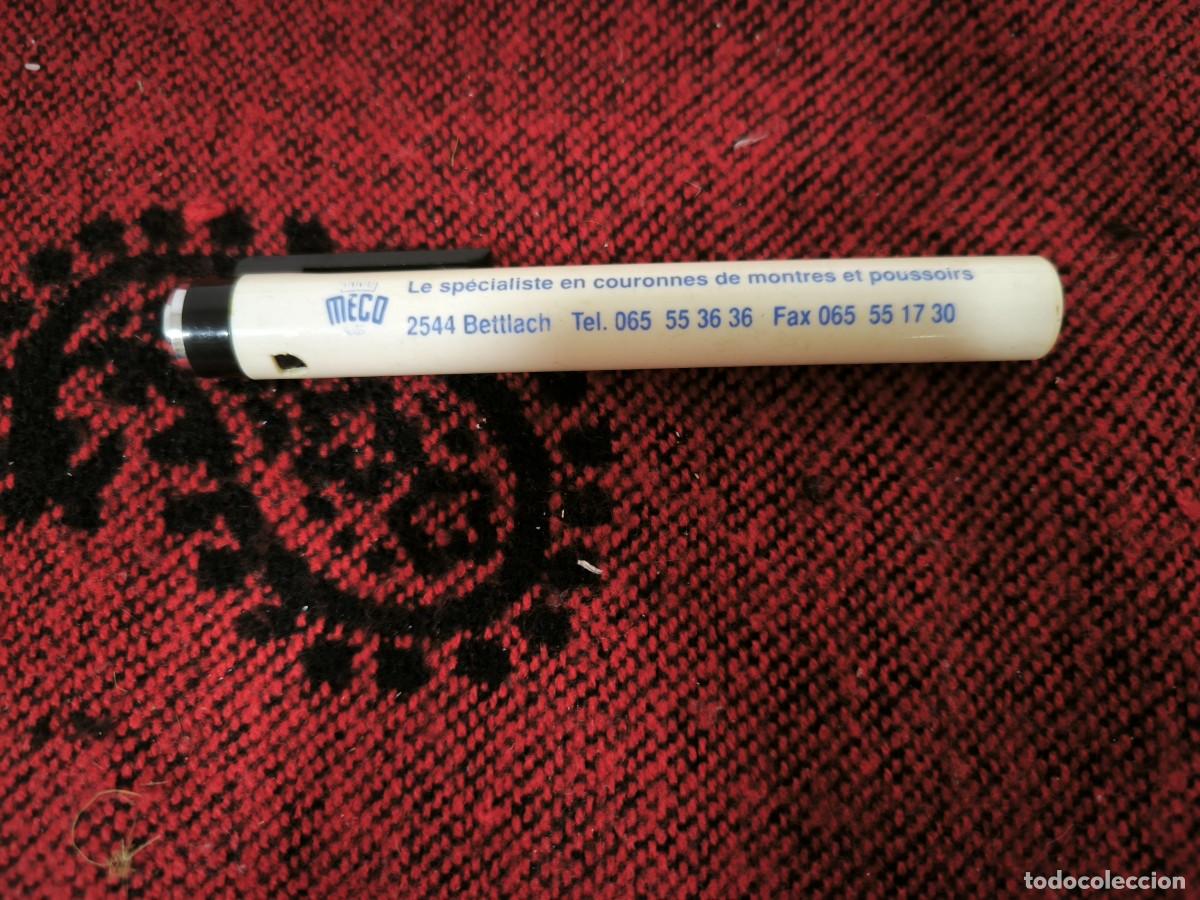 Le spécialiste en couronnes de montres et poussoirs
MECO
2544 Bettlach Tel. 065 55 36 36 Fax 065 55 17 30
todocoleccion